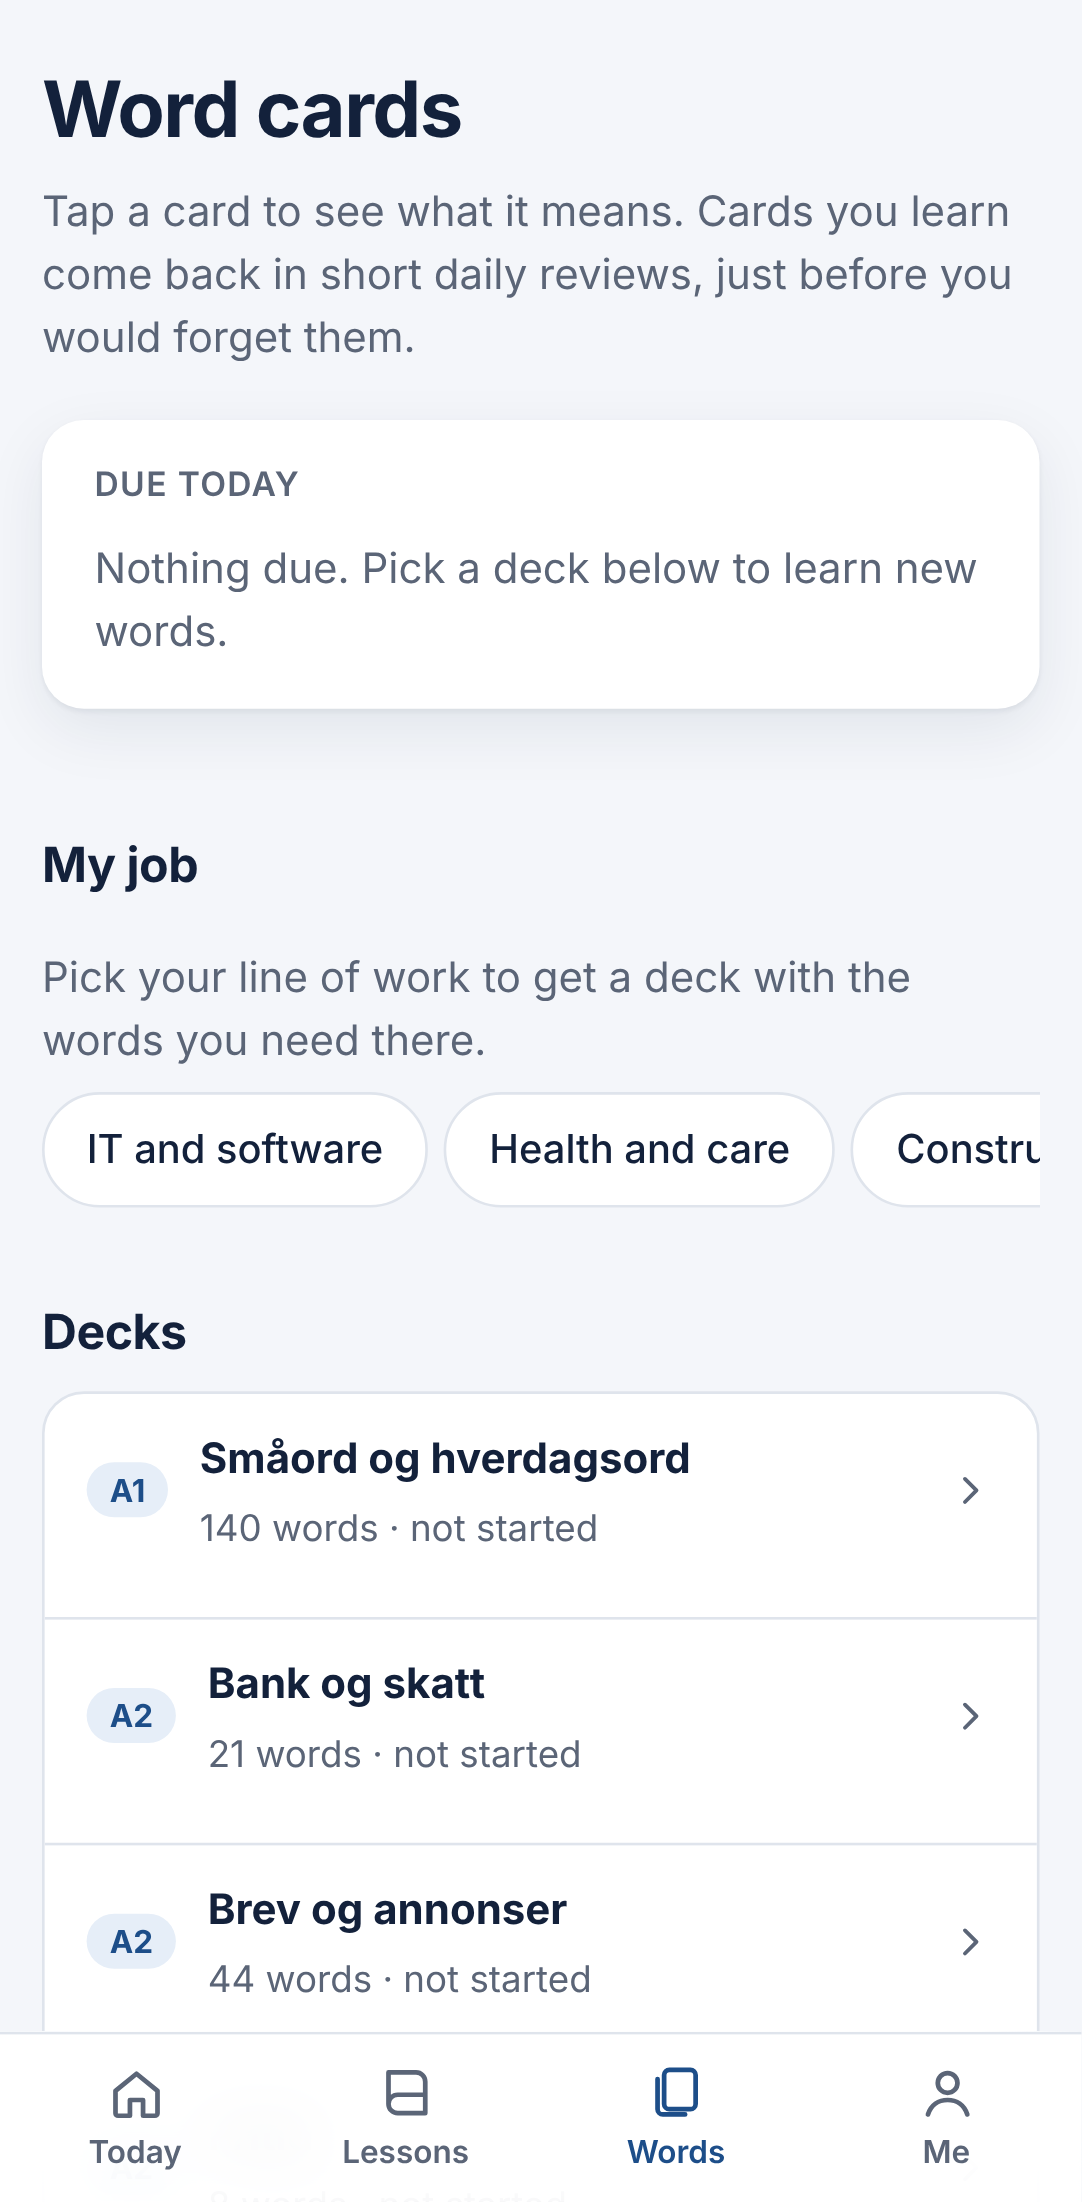 Word cards
Tap a card to see what it means. Cards you learn
come back in short daily reviews, just before you
would forget them.
DUE TODAY
Nothing due. Pick a deck below to learn new
words.
My job
Pick your line of work to get a deck with the
words you need there.
IT and software
Health and care
Constru
Decks
A1
Småord og hverdagsord
140 words · not started
A2
Bank og skatt
21 words · not started
A2
Brev og annonser
44 words · not started
Today
Lessons
Words
Me